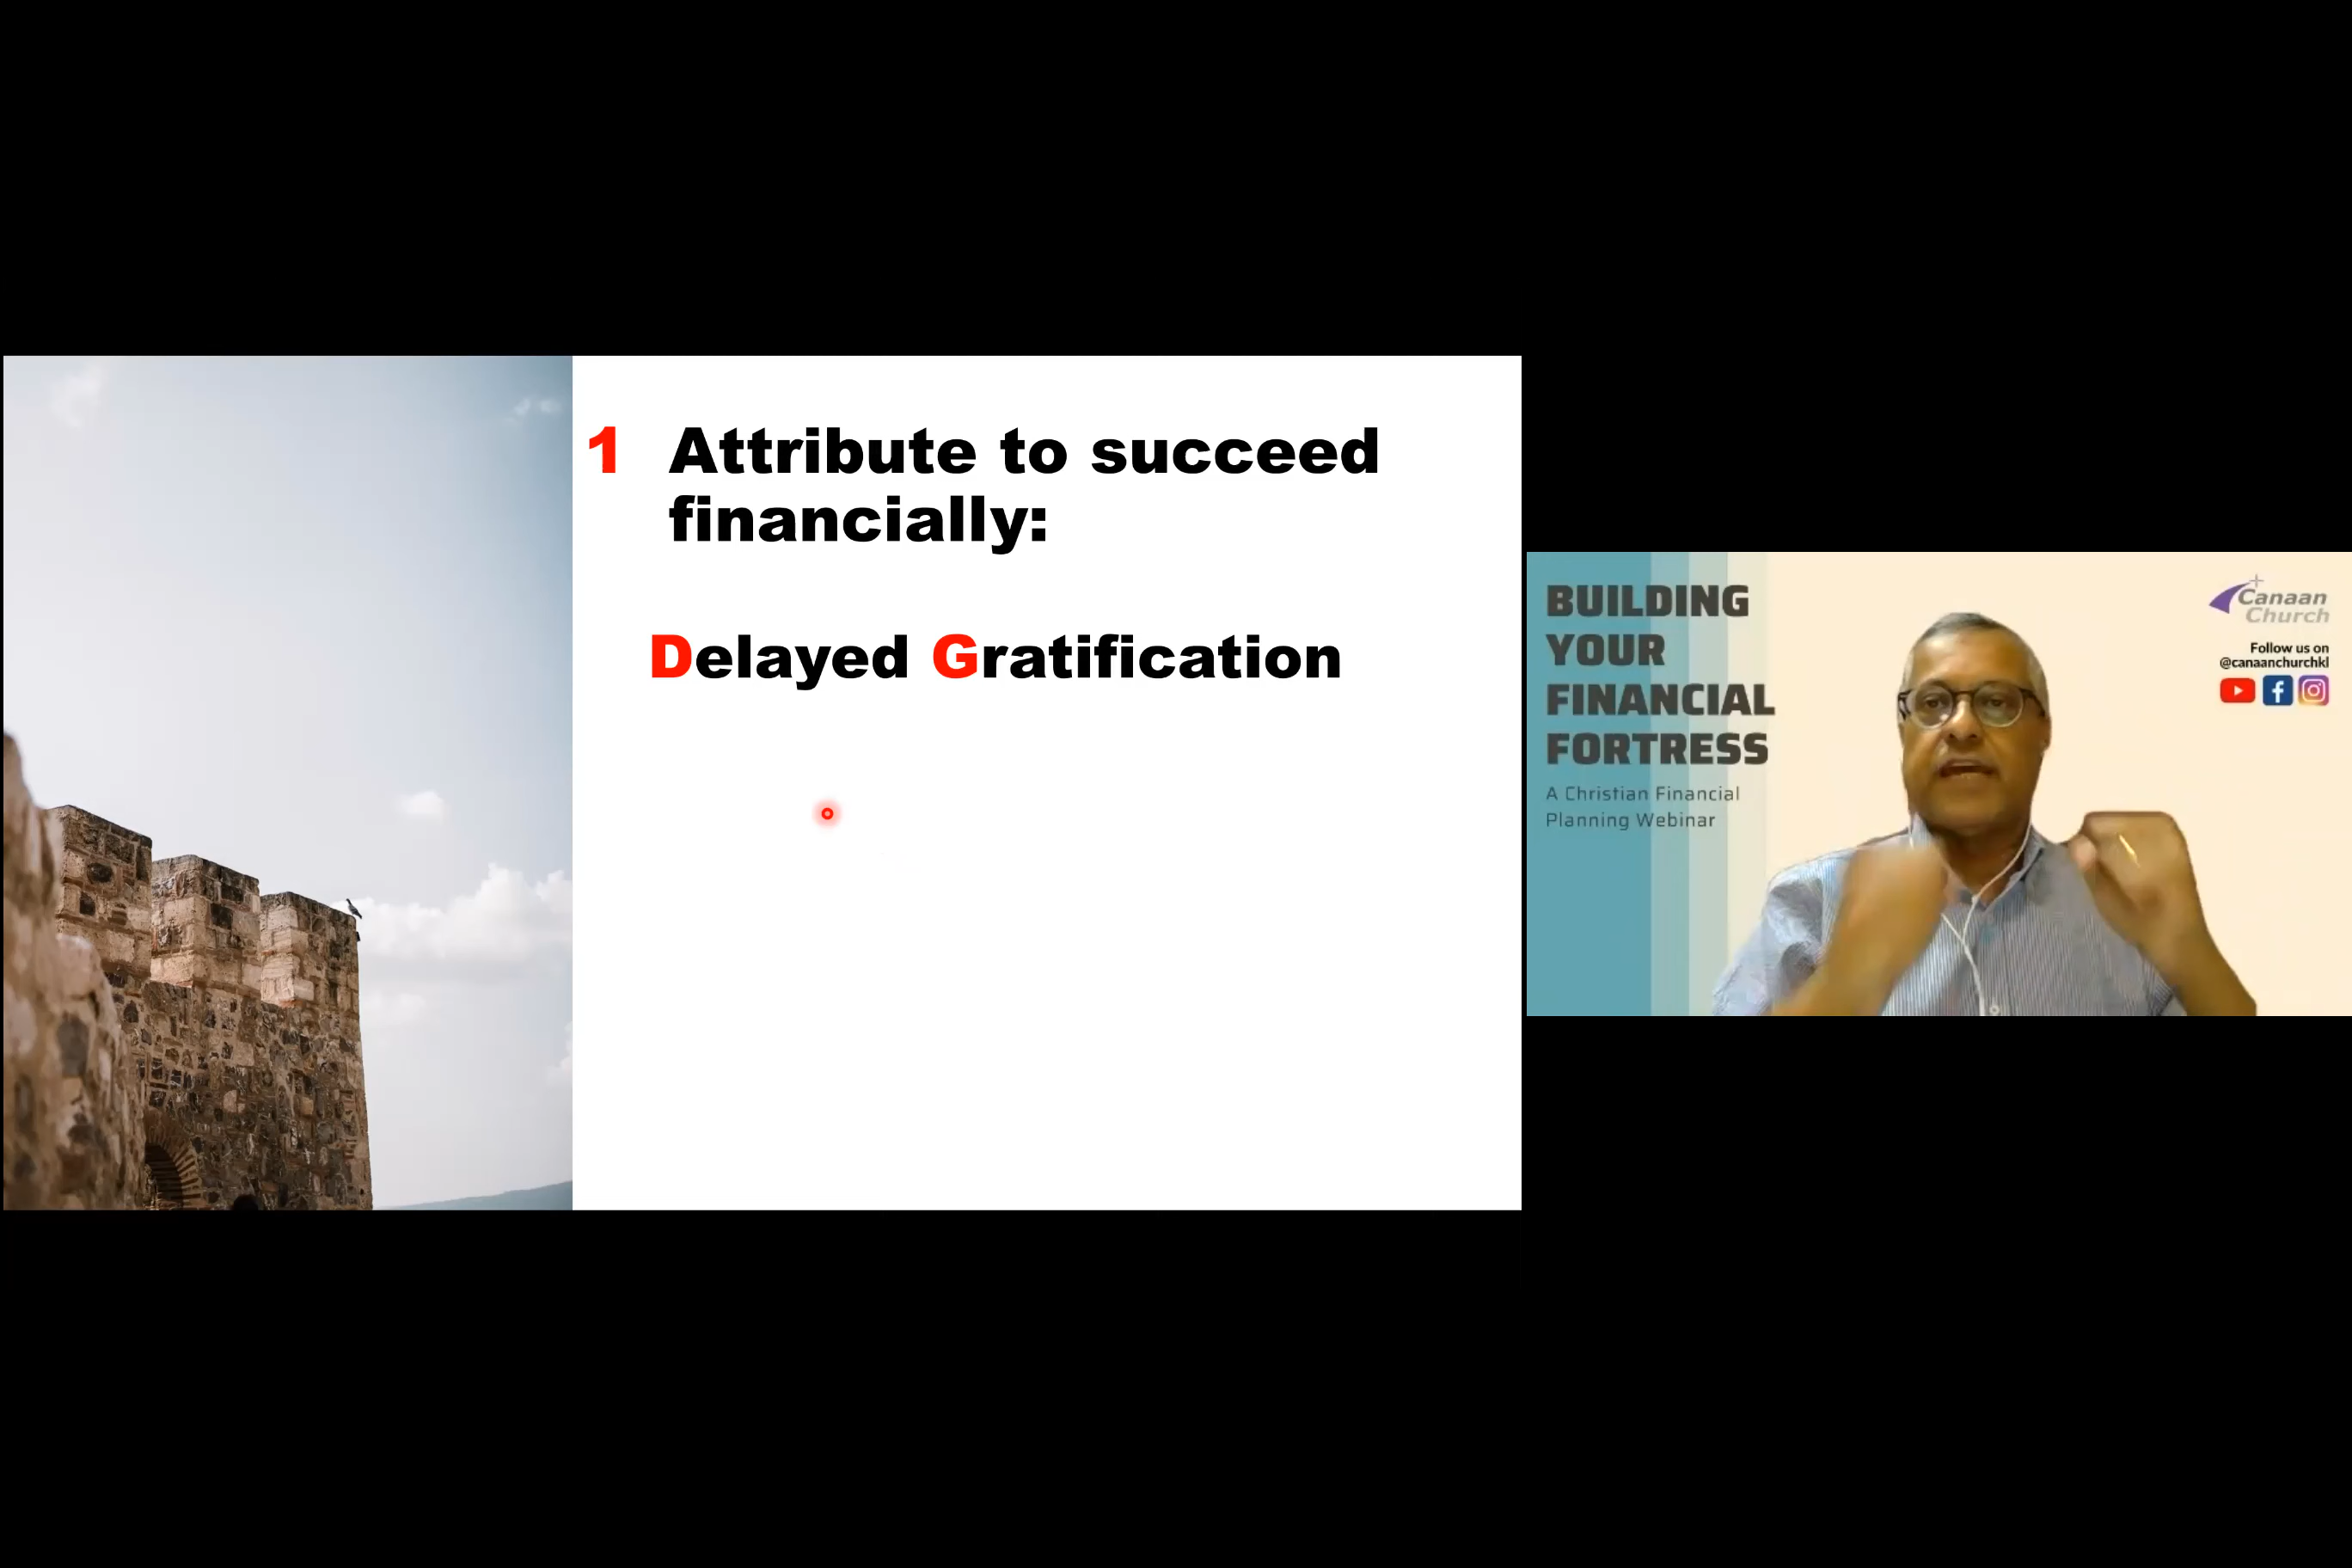 1 Attribute to succeed
financially:
Delayed Gratification
BUILDING
YOUR
FINANCIAL
FORTRESS
A Christian Financial
Planning Webinar
Canaan
Church
Follow us on
@canaanchurchkl